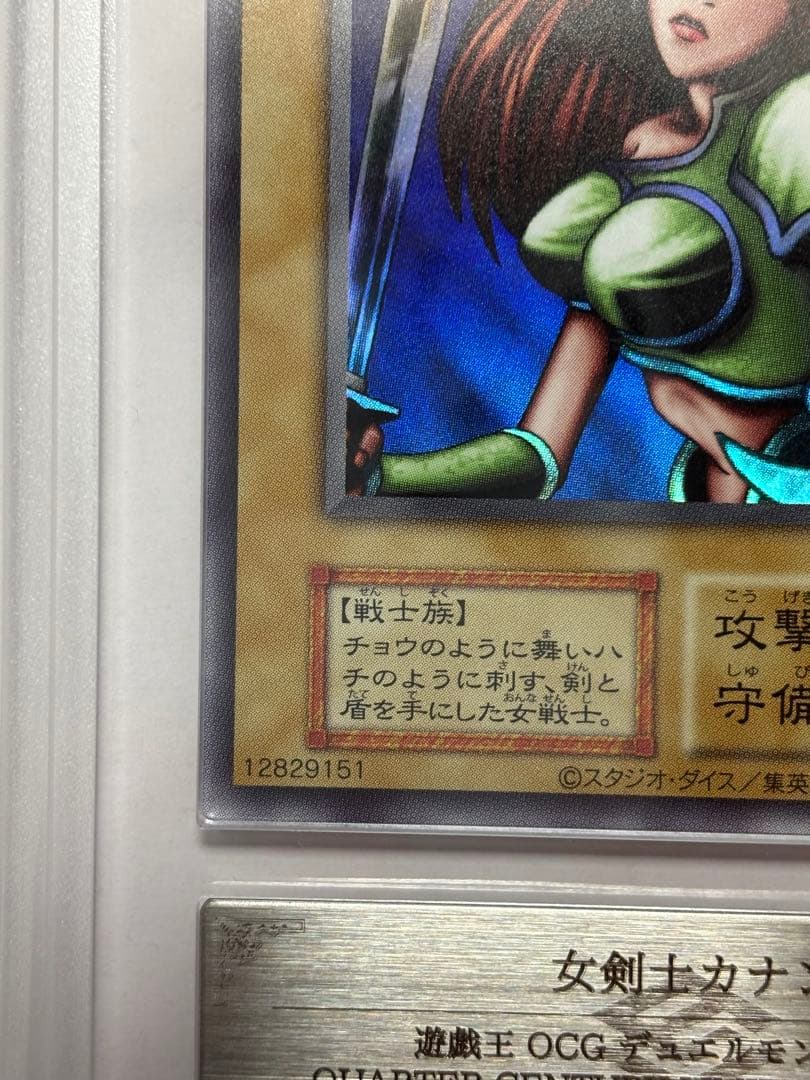 【戦士族】
チョウのように舞いハ
チのように刺す、剣と
盾を手にした女戦士。
攻撃
守備
12829151
©スタジオ・ダイス／集英
女剣士カナン
遊戯王 OCG デュエルモン
QUARTER CENTU